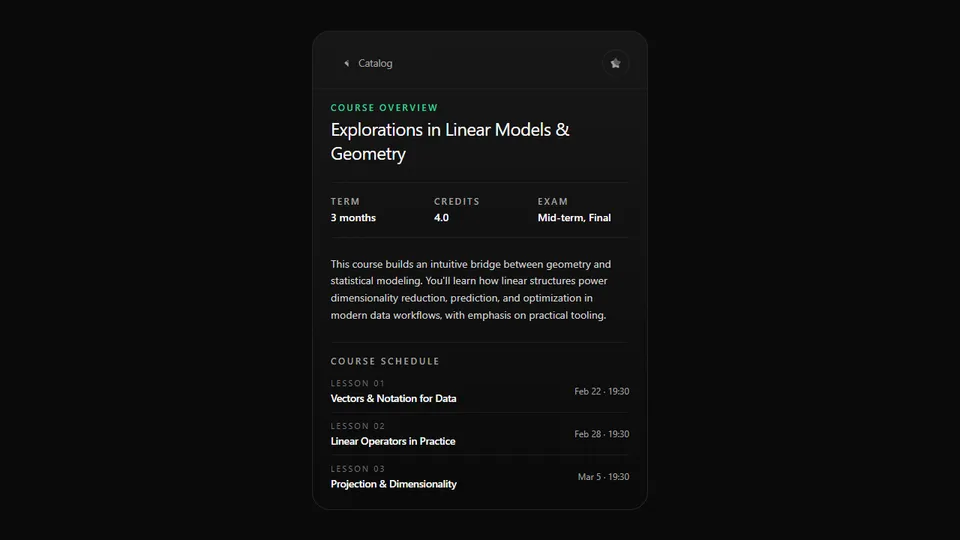 Catalog
COURSE OVERVIEW
Explorations in Linear Models &
Geometry
TERM CREDITS EXAM
3 months 4.0 Mid-term, Final
This course builds an intuitive bridge between geometry and
statistical modeling. You'll learn how linear structures power
dimensionality reduction, prediction, and optimization in
modern data workflows, with emphasis on practical tooling.
COURSE SCHEDULE
LESSON 01
Vectors & Notation for Data
Feb 22 · 19:30
LESSON 02
Linear Operators in Practice
Feb 28 · 19:30
LESSON 03
Projection & Dimensionality
Mar 5 · 19:30